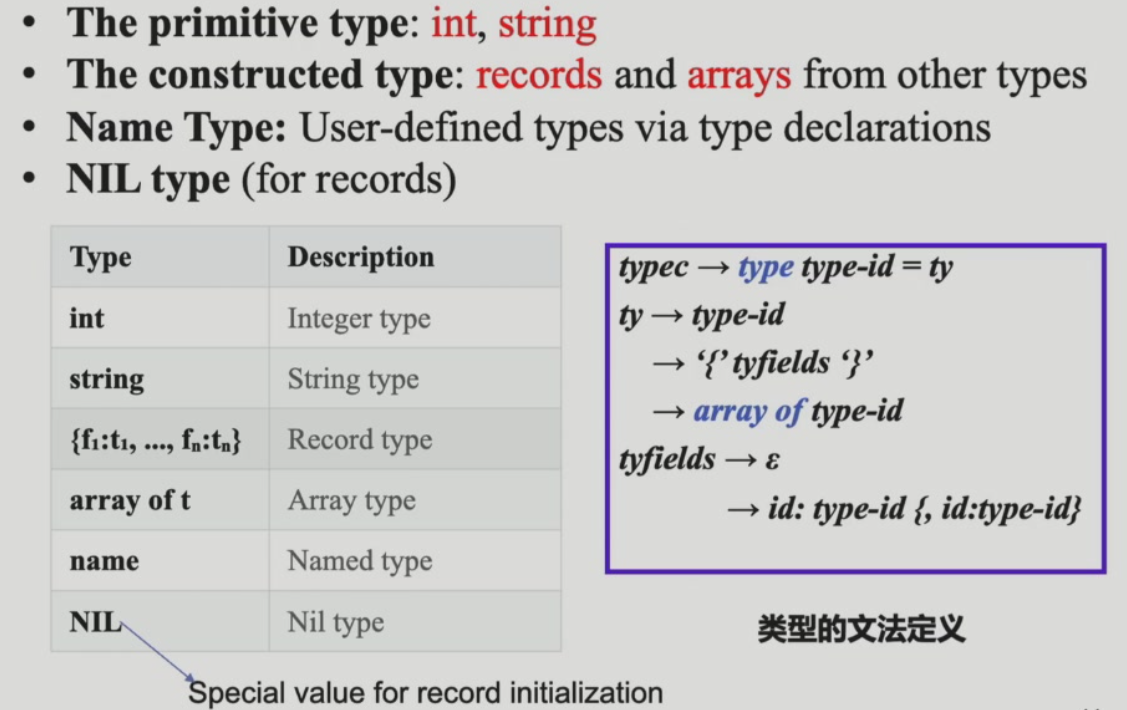 • The primitive type: int, string
• The constructed type: records and arrays from other types
• Name Type: User-defined types via type declarations
• NIL type (for records)
Type Description
int Integer type
string String type
{f₁:t₁, ..., fₙ:tₙ} Record type
array of t Array type
name Named type
NIL Nil type
Special value for record initialization
typec → type type-id = ty
ty → type-id
→ ‘{’ tyfields ‘}’
→ array of type-id
tyfields → ε
→ id: type-id {, id:type-id}
类型的文法定义